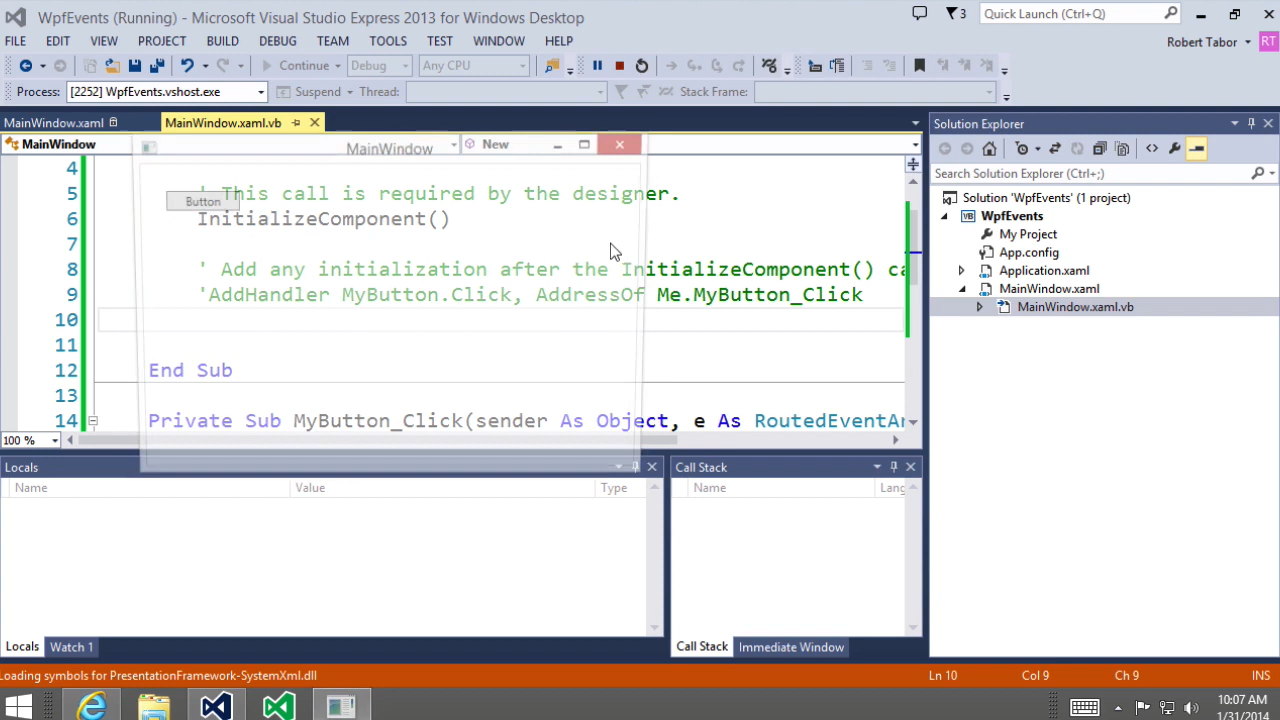 WpfEvents (Running) - Microsoft Visual Studio Express 2013 for Windows Desktop
3
Quick Launch (Ctrl+Q)
FILE EDIT VIEW PROJECT BUILD DEBUG TEAM TOOLS TEST WINDOW HELP
Robert Tabor RT
Continue Debug Any CPU
Process: [2252] WpfEvents.vshost.exe Suspend Thread: Stack Frame:
MainWindow.xaml MainWindow.xaml.vb
MainWindow
MainWindow
New
Button
4
5 ' This call is required by the designer.
6 InitializeComponent()
7
8 ' Add any initialization after the InitializeComponent() ca
9 'AddHandler MyButton.Click, AddressOf Me.MyButton_Click
10
11
12 End Sub
13
14 Private Sub MyButton_Click(sender As Object, e As RoutedEventAr
100 %
Solution Explorer
Search Solution Explorer (Ctrl+;)
Solution 'WpfEvents' (1 project)
WpfEvents
My Project
App.config
Application.xaml
MainWindow.xaml
MainWindow.xaml.vb
Locals
Name Value Type
Locals Watch 1
Call Stack
Name Lang
Call Stack Immediate Window
Loading symbols for PresentationFramework-SystemXml.dll
Ln 10 Col 9 Ch 9 INS
10:07 AM
1/31/2014